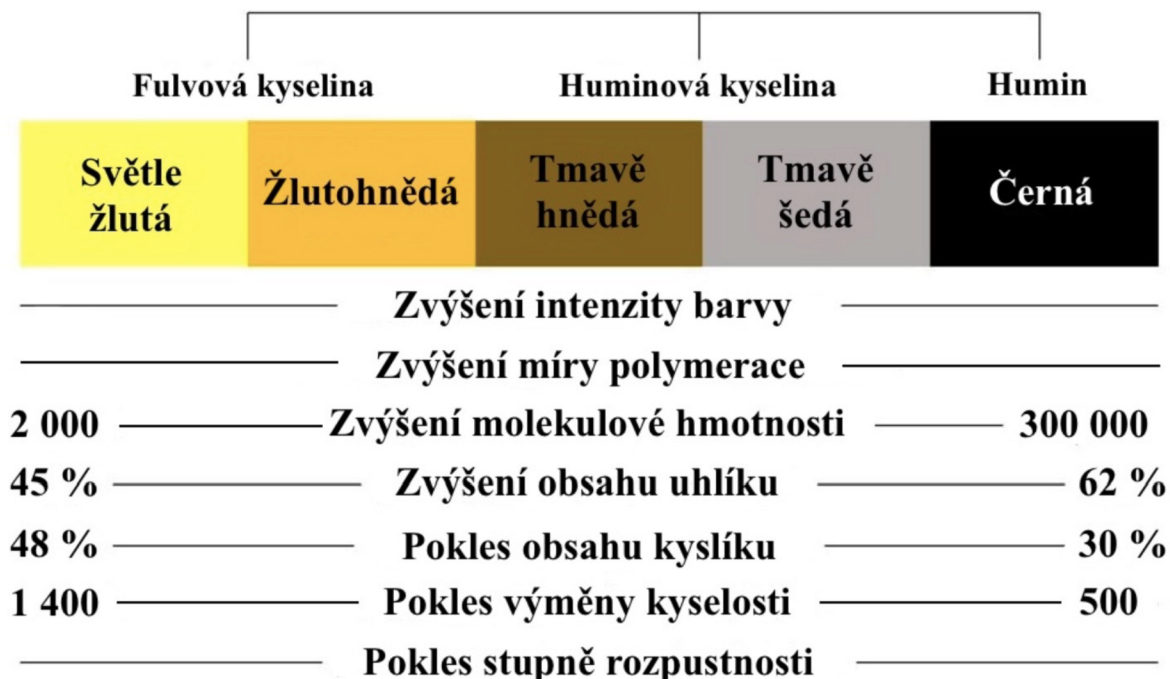 Fulvová kyselina Huminová kyselina Humin
Světle žlutá
Žlutohnědá
Tmavě hnědá
Tmavě šedá
Černá
Zvýšení intenzity barvy
Zvýšení míry polymerace
2 000 Zvýšení molekulové hmotnosti 300 000
45 % Zvýšení obsahu uhlíku 62 %
48 % Pokles obsahu kyslíku 30 %
1 400 Pokles výměny kyselosti 500
Pokles stupně rozpustnosti